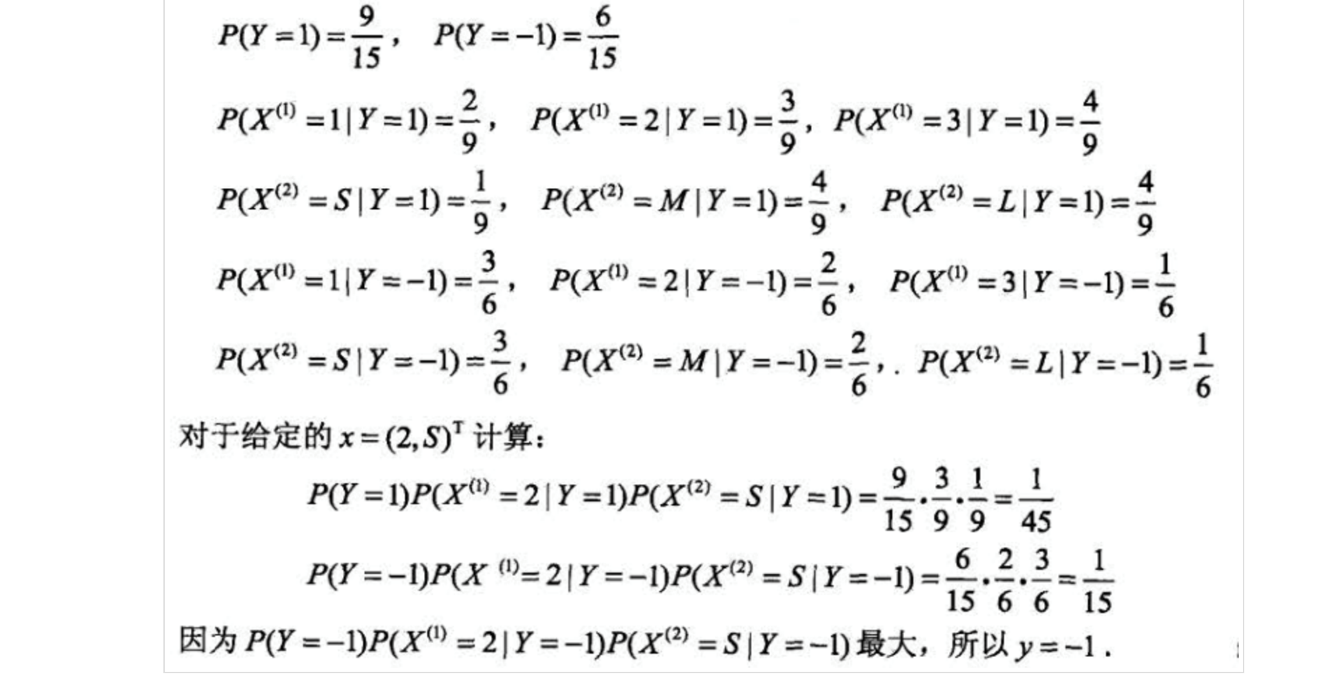 P(Y=1)=9/15, P(Y=-1)=6/15
P(X⁽¹⁾=1|Y=1)=2/9, P(X⁽¹⁾=2|Y=1)=3/9, P(X⁽¹⁾=3|Y=1)=4/9
P(X⁽²⁾=S|Y=1)=1/9, P(X⁽²⁾=M|Y=1)=4/9, P(X⁽²⁾=L|Y=1)=4/9
P(X⁽¹⁾=1|Y=-1)=3/6, P(X⁽¹⁾=2|Y=-1)=2/6, P(X⁽¹⁾=3|Y=-1)=1/6
P(X⁽²⁾=S|Y=-1)=3/6, P(X⁽²⁾=M|Y=-1)=2/6,. P(X⁽²⁾=L|Y=-1)=1/6
对于给定的 x=(2,S)ᵀ 计算:
P(Y=1)P(X⁽¹⁾=2|Y=1)P(X⁽²⁾=S|Y=1)=9/15·3/9·1/9=1/45
P(Y=-1)P(X⁽¹⁾=2|Y=-1)P(X⁽²⁾=S|Y=-1)=6/15·2/6·3/6=1/15
因为 P(Y=-1)P(X⁽¹⁾=2|Y=-1)P(X⁽²⁾=S|Y=-1) 最大,所以 y=-1.